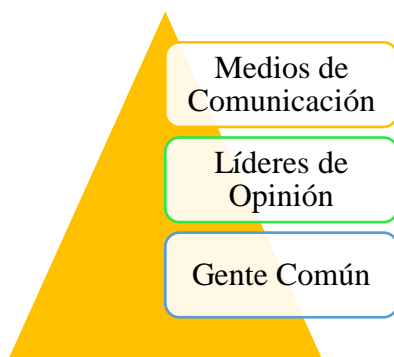 Medios de
Comunicación
Líderes de
Opinión
Gente Común